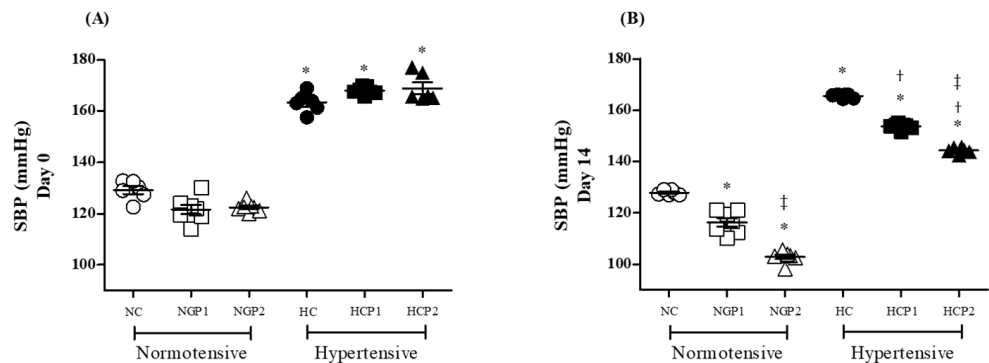 (A)
SBP (mmHg)
Day 0
180
160
140
120
100
*
*
*
NC
NGP1
NGP2
HC
HCP1
HCP2
Normotensive
Hypertensive
(B)
SBP (mmHg)
Day 14
180
160
140
120
100
*
‡
*
*
†
*
‡
†
*
NC
NGP1
NGP2
HC
HCP1
HCP2
Normotensive
Hypertensive